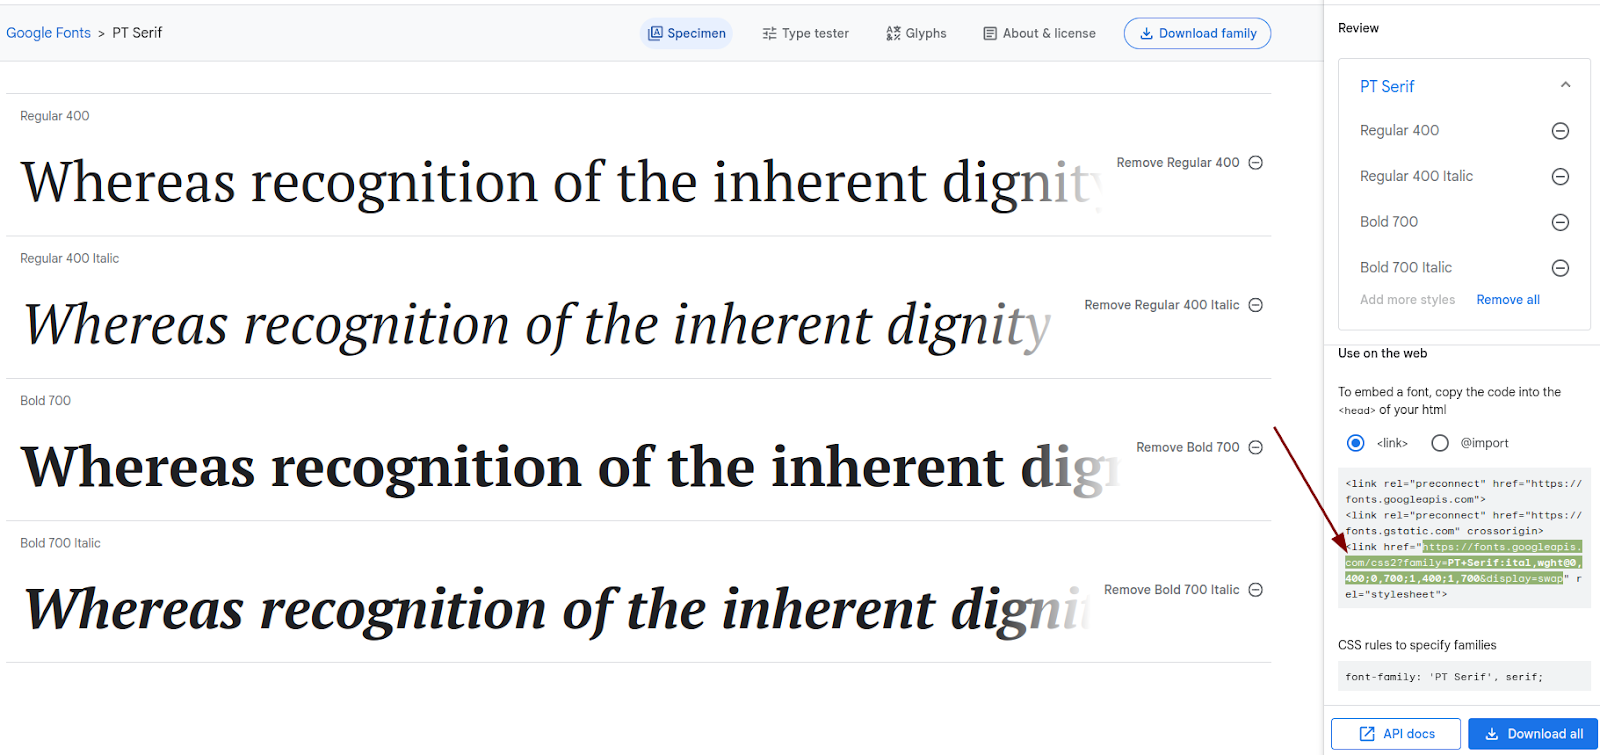 Google Fonts > PT Serif
Specimen
Type tester
Glyphs
About & license
Download family
Regular 400
Whereas recognition of the inherent dignity
Remove Regular 400
Regular 400 Italic
Whereas recognition of the inherent dignity
Remove Regular 400 Italic
Bold 700
Whereas recognition of the inherent dign
Remove Bold 700
Bold 700 Italic
Whereas recognition of the inherent dignit
Remove Bold 700 Italic
Review
PT Serif
Regular 400
Regular 400 Italic
Bold 700
Bold 700 Italic
Add more styles Remove all
Use on the web
To embed a font, copy the code into the
<head> of your html
<link> @import
<link rel="preconnect" href="https://
fonts.googleapis.com">
<link rel="preconnect" href="https://
fonts.gstatic.com" crossorigin>
<link href="https://fonts.googleapis.
com/css2?family=PT+Serif:ital,wght@0,
400;0,700;1,400;1,700&display=swap" r
el="stylesheet">
CSS rules to specify families
font-family: 'PT Serif', serif;
API docs
Download all